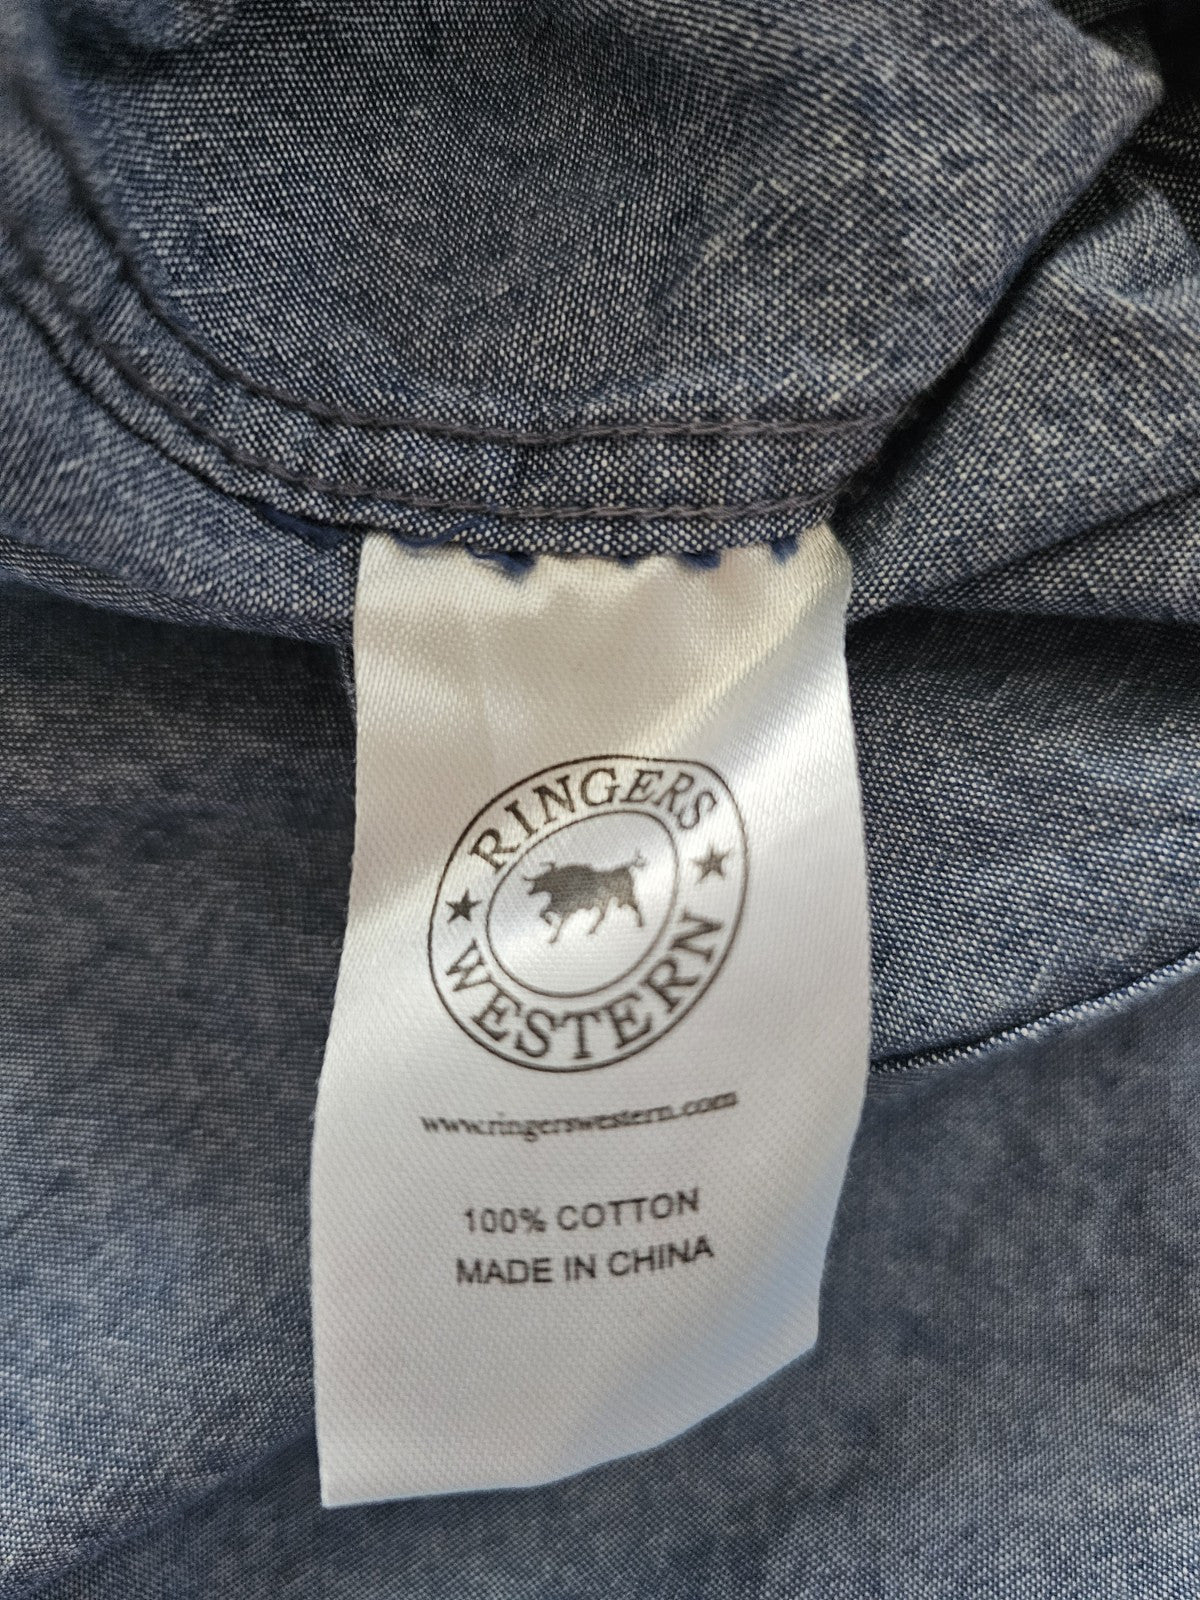 RINGERS
WESTERN
www.ringerswestern.com
100% COTTON
MADE IN CHINA